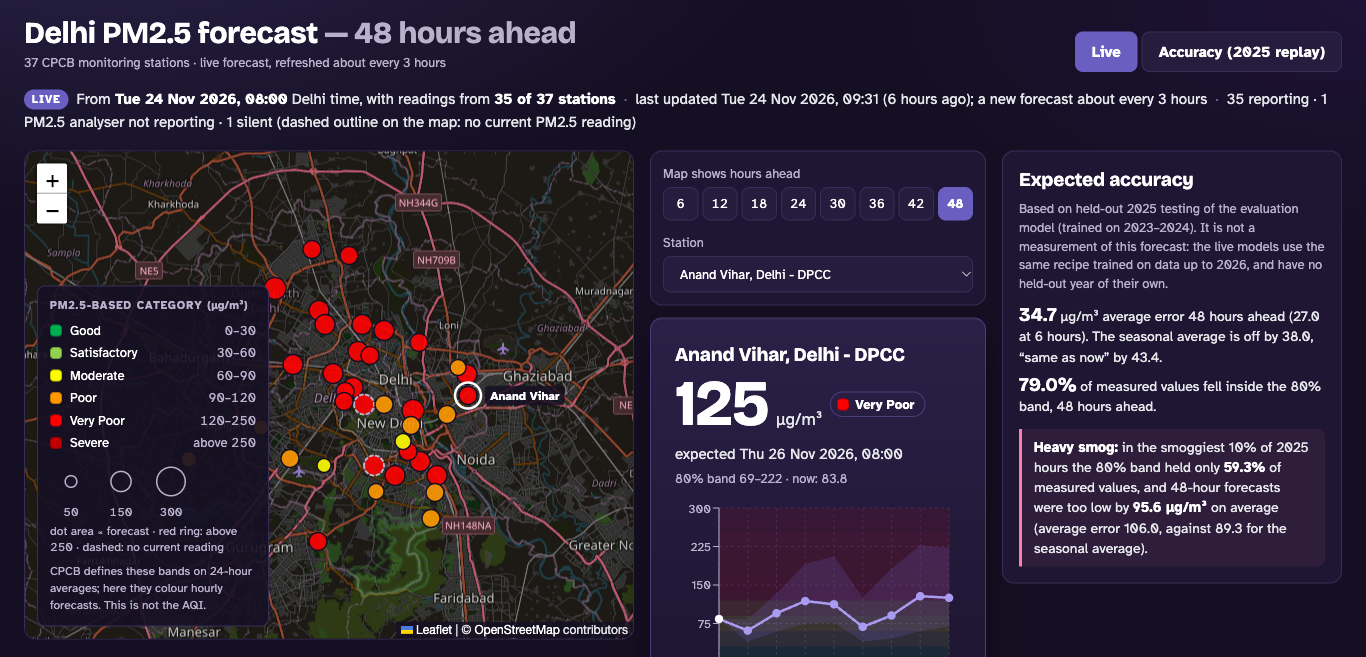 Delhi PM2.5 forecast — 48 hours ahead
37 CPCB monitoring stations · live forecast, refreshed about every 3 hours
Live
Accuracy (2025 replay)
LIVE From Tue 24 Nov 2026, 08:00 Delhi time, with readings from 35 of 37 stations · last updated Tue 24 Nov 2026, 09:31 (6 hours ago); a new forecast about every 3 hours · 35 reporting · 1
PM2.5 analyser not reporting · 1 silent (dashed outline on the map: no current PM2.5 reading)
+
−
Kharkhoda
Kharkhoda
Sampla
NH344G
NE5
NH709B
Muradnagar
Loni
Ghaziabad
Ghaziabad
Delhi
Anand Vihar
NE
New Delhi
Noida
Dadri
NH148NA
Gurugram
Greater No
Faridabad
Manesar
PM2.5-BASED CATEGORY (µg/m³)
Good 0–30
Satisfactory 30–60
Moderate 60–90
Poor 90–120
Very Poor 120–250
Severe above 250
50 150 300
dot area ∝ forecast · red ring: above
250 · dashed: no current reading
CPCB defines these bands on 24-hour
averages; here they colour hourly
forecasts. This is not the AQI.
Leaflet | © OpenStreetMap contributors
Map shows hours ahead
6 12 18 24 30 36 42 48
Station
Anand Vihar, Delhi - DPCC
Anand Vihar, Delhi - DPCC
125 µg/m³ Very Poor
expected Thu 26 Nov 2026, 08:00
80% band 69–222 · now: 83.8
300
225
150
75
Expected accuracy
Based on held-out 2025 testing of the evaluation
model (trained on 2023–2024). It is not a
measurement of this forecast: the live models use the
same recipe trained on data up to 2026, and have no
held-out year of their own.
34.7 µg/m³ average error 48 hours ahead (27.0
at 6 hours). The seasonal average is off by 38.0,
“same as now” by 43.4.
79.0% of measured values fell inside the 80%
band, 48 hours ahead.
Heavy smog: in the smoggiest 10% of 2025
hours the 80% band held only 59.3% of
measured values, and 48-hour forecasts
were too low by 95.6 µg/m³ on average
(average error 106.0, against 89.3 for the
seasonal average).